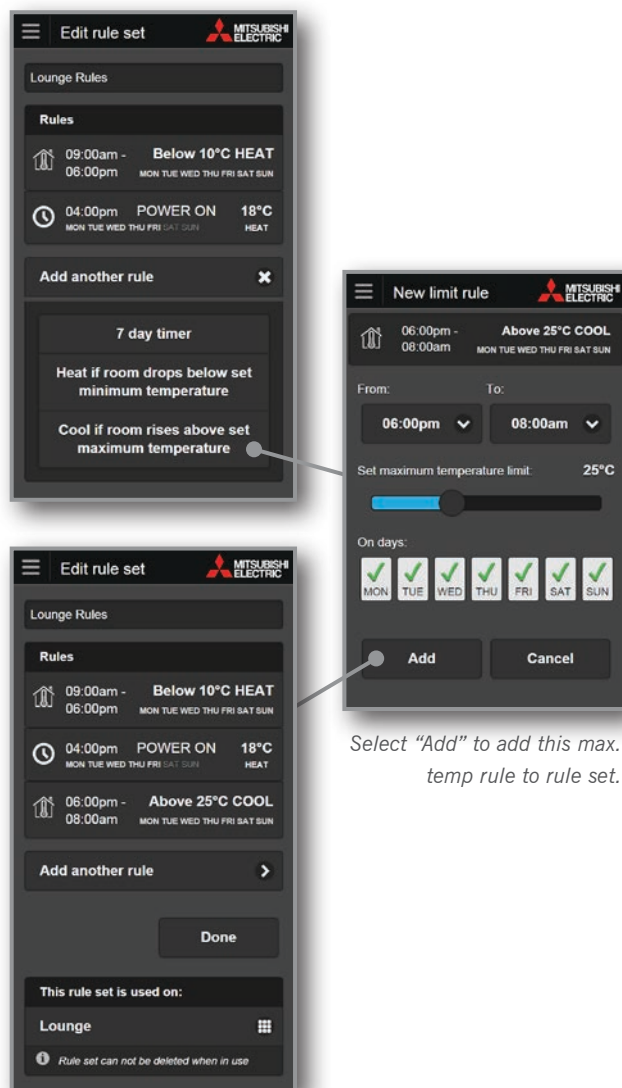 Edit rule set
MITSUBISHI
ELECTRIC
Lounge Rules
Rules
09:00am - Below 10°C HEAT
06:00pm MON TUE WED THU FRI SAT SUN
04:00pm POWER ON 18°C
MON TUE WED THU FRI SAT SUN HEAT
Add another rule
7 day timer
Heat if room drops below set
minimum temperature
Cool if room rises above set
maximum temperature
New limit rule
MITSUBISHI
ELECTRIC
06:00pm - Above 25°C COOL
08:00am MON TUE WED THU FRI SAT SUN
From: To:
06:00pm 08:00am
Set maximum temperature limit: 25°C
On days:
MON TUE WED THU FRI SAT SUN
Add Cancel
Select “Add” to add this max.
temp rule to rule set.
Edit rule set
MITSUBISHI
ELECTRIC
Lounge Rules
Rules
09:00am - Below 10°C HEAT
06:00pm MON TUE WED THU FRI SAT SUN
04:00pm POWER ON 18°C
MON TUE WED THU FRI SAT SUN HEAT
06:00pm - Above 25°C COOL
08:00am MON TUE WED THU FRI SAT SUN
Add another rule
Done
This rule set is used on:
Lounge
Rule set can not be deleted when in use